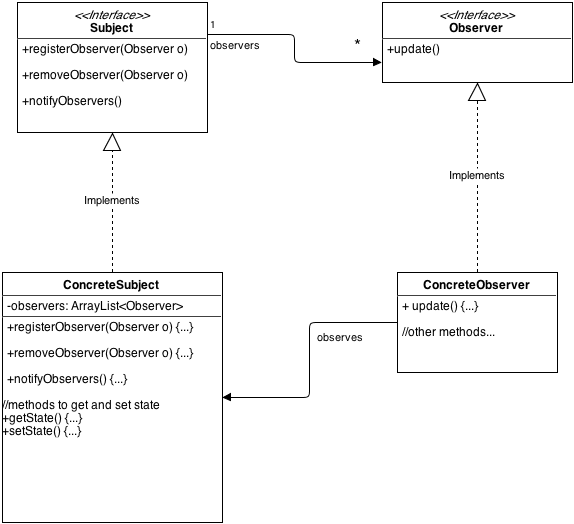 <<Interface>>
Subject
+registerObserver(Observer o)
+removeObserver(Observer o)
+notifyObservers()
1
observers
*
<<Interface>>
Observer
+update()
Implements
Implements
ConcreteSubject
-observers: ArrayList<Observer>
+registerObserver(Observer o) {...}
+removeObserver(Observer o) {...}
+notifyObservers() {...}
//methods to get and set state
+getState() {...}
+setState() {...}
observes
ConcreteObserver
+ update() {...}
//other methods...